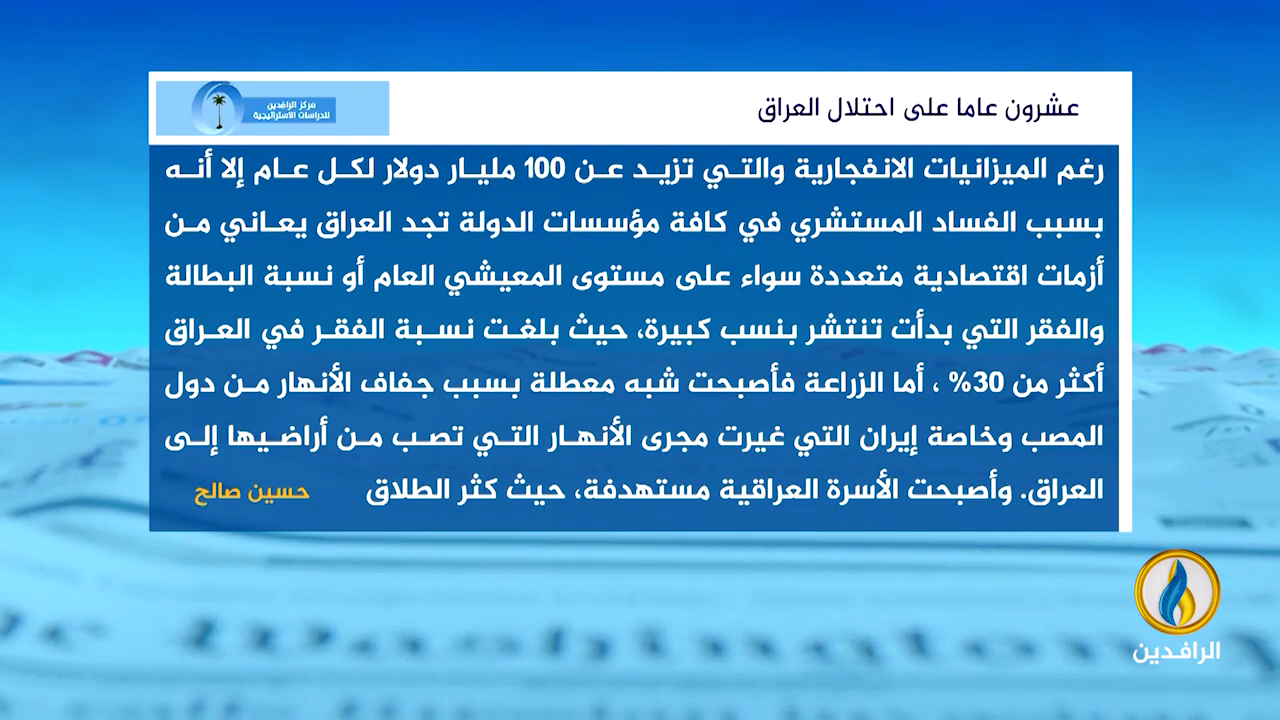 عشرون عاما على احتلال العراق
مركز الرافدين
للدراسات الاستراتيجية
رغم الميزانيات الانفجارية والتي تزيد عن 100 مليار دولار لكل عام إلا أنه
بسبب الفساد المستشري في كافة مؤسسات الدولة تجد العراق يعاني من
أزمات اقتصادية متعددة سواء على مستوى المعيشي العام أو نسبة البطالة
والفقر التي بدأت تنتشر بنسب كبيرة، حيث بلغت نسبة الفقر في العراق
أكثر من 30% ، أما الزراعة فأصبحت شبه معطلة بسبب جفاف الأنهار من دول
المصب وخاصة إيران التي غيرت مجرى الأنهار التي تصب من أراضيها إلى
العراق. وأصبحت الأسرة العراقية مستهدفة، حيث كثر الطلاق
حسين صالح
الرافدين